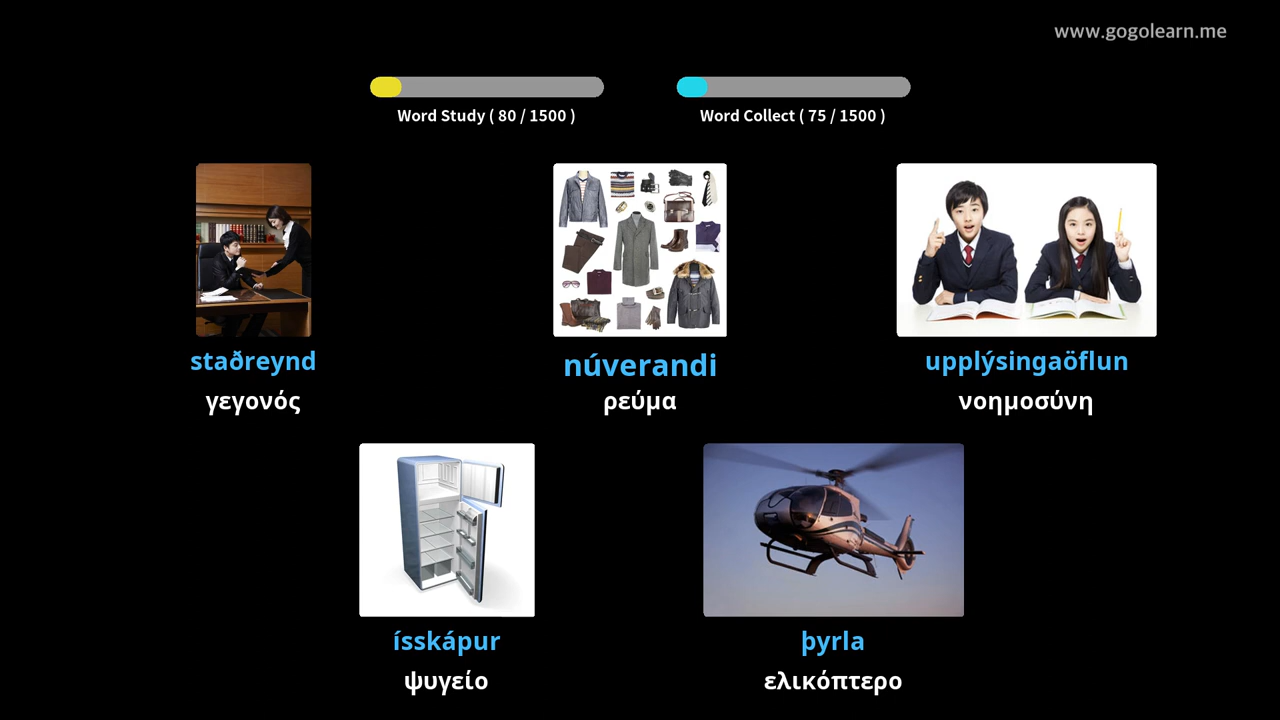 www.gogolearn.me
Word Study ( 80 / 1500 )
Word Collect ( 75 / 1500 )
staðreynd
γεγονός
núverandi
ρεύμα
upplýsingaöflun
νοημοσύνη
ísskápur
ψυγείο
þyrla
ελικόπτερο